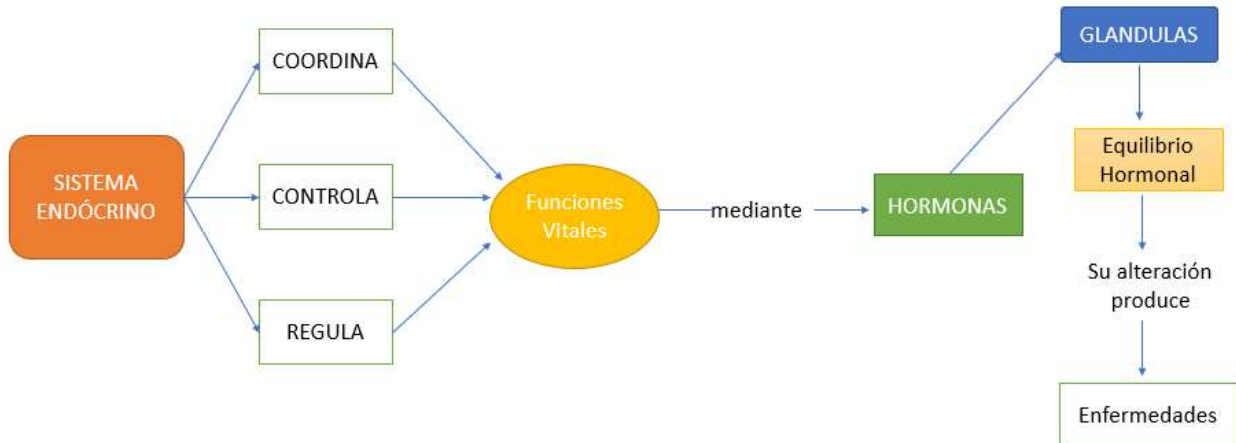 SISTEMA
ENDÓCRINO
COORDINA
CONTROLA
REGULA
Funciones
Vitales
mediante
HORMONAS
GLANDULAS
Equilibrio
Hormonal
Su alteración
produce
Enfermedades